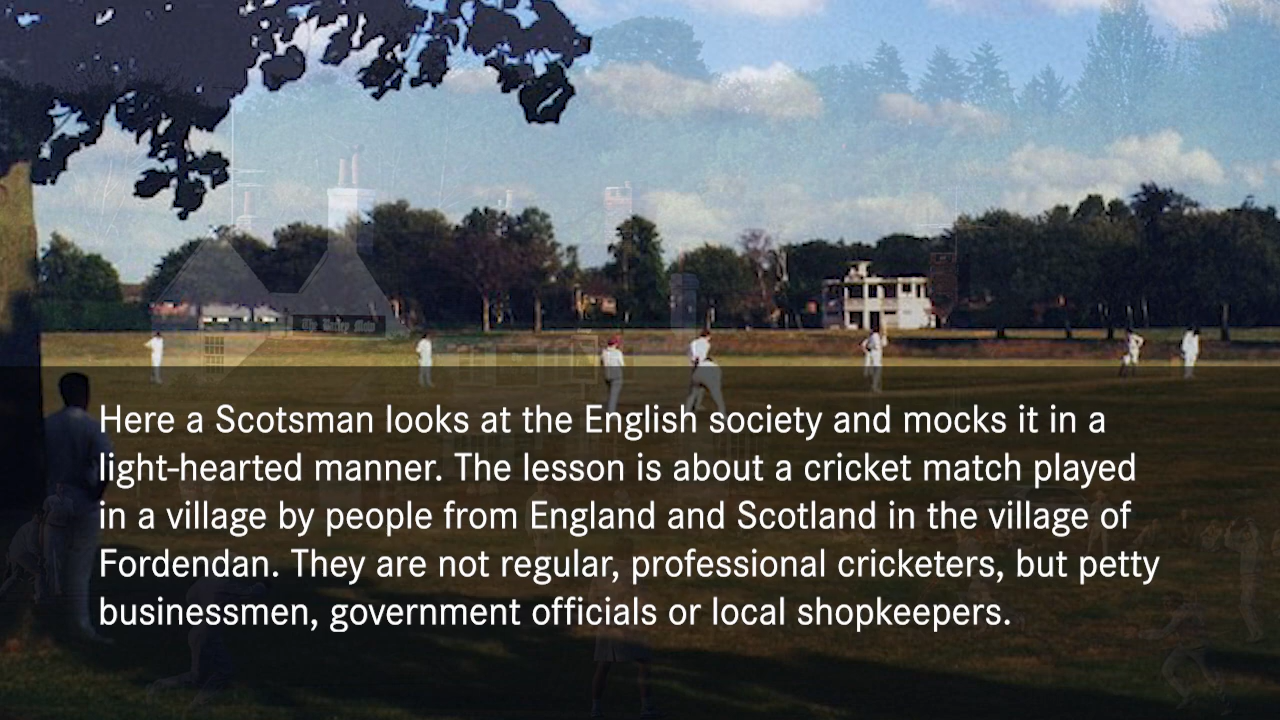 Here a Scotsman looks at the English society and mocks it in a
light-hearted manner. The lesson is about a cricket match played
in a village by people from England and Scotland in the village of
Fordendan. They are not regular, professional cricketers, but petty
businessmen, government officials or local shopkeepers.